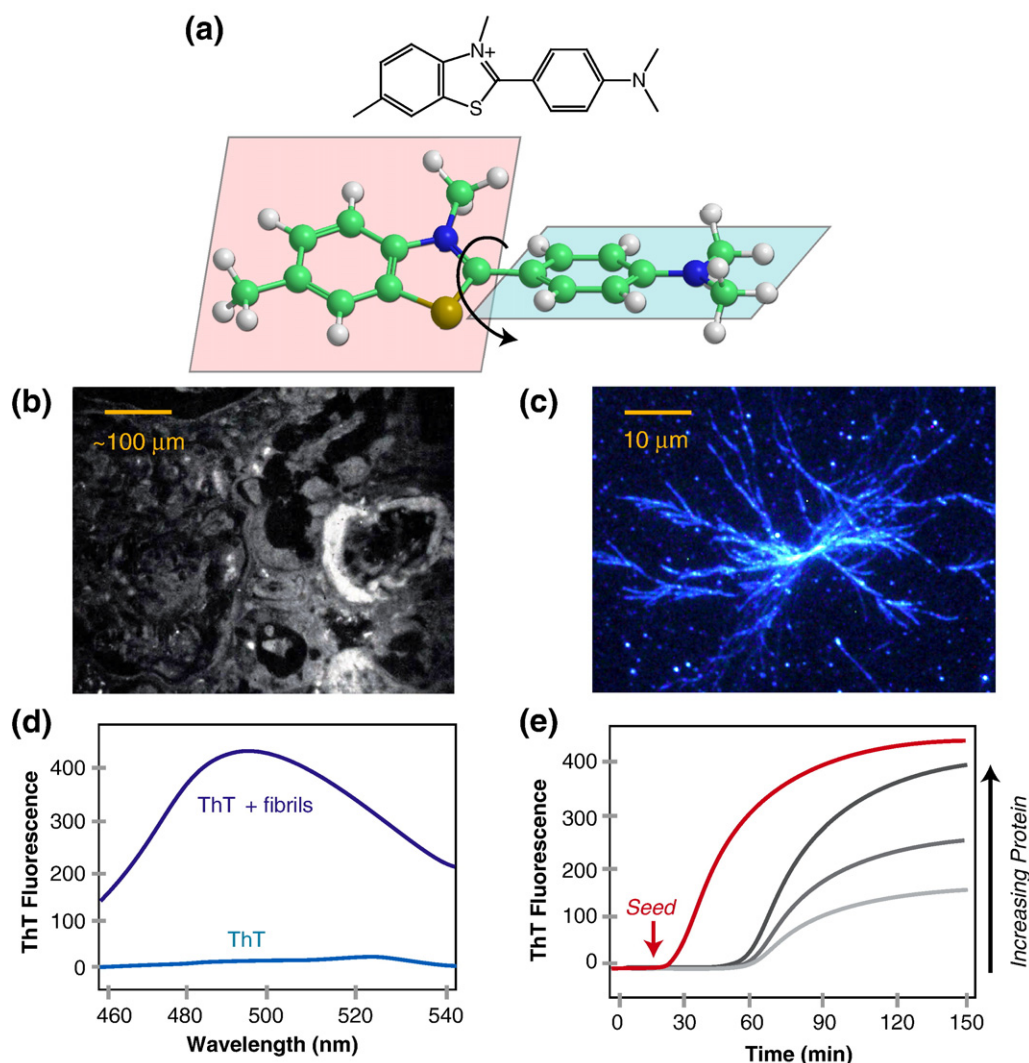 (a)
N+
S
N
(b)
~100 μm
(c)
10 μm
(d)
ThT Fluorescence
400
300
200
100
0
ThT + fibrils
ThT
460 480 500 520 540
Wavelength (nm)
(e)
ThT Fluorescence
400
300
200
100
0
Seed
0 30 60 90 120 150
Time (min)
Increasing Protein